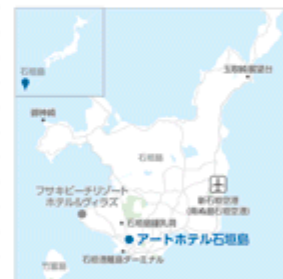 石垣島
玉取崎展望台
御神崎
石垣島
フサキビーチリゾート
ホテル&ヴィラズ
新石垣空港
(南ぬ島石垣空港)
石垣島鍾乳洞
アートホテル石垣島
石垣港離島ターミナル
竹富島